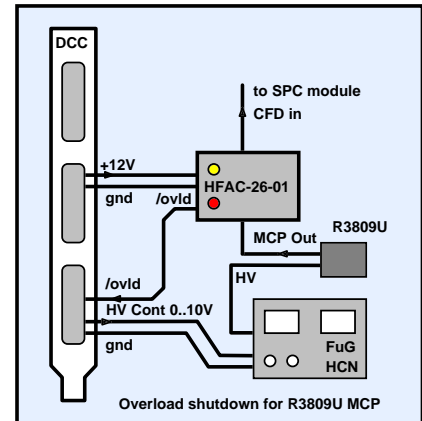 DCC
to SPC module
CFD in
+12V
HFAC-26-01
gnd
/ovld
MCP Out
R3809U
HV
/ovld
HV Cont 0..10V
gnd
FuG
HCN
Overload shutdown for R3809U MCP